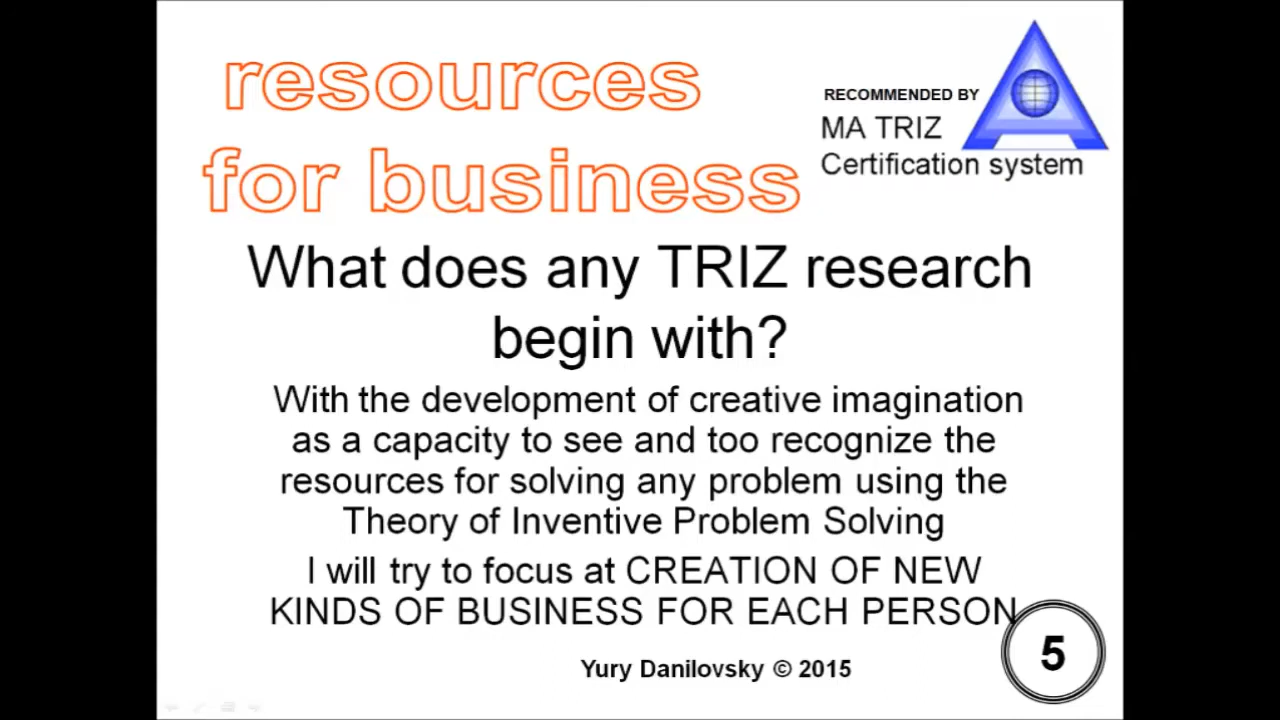 resources
for business
RECOMMENDED BY
MA TRIZ
Certification system
What does any TRIZ research
begin with?
With the development of creative imagination
as a capacity to see and too recognize the
resources for solving any problem using the
Theory of Inventive Problem Solving
I will try to focus at CREATION OF NEW
KINDS OF BUSINESS FOR EACH PERSON
5
Yury Danilovsky © 2015